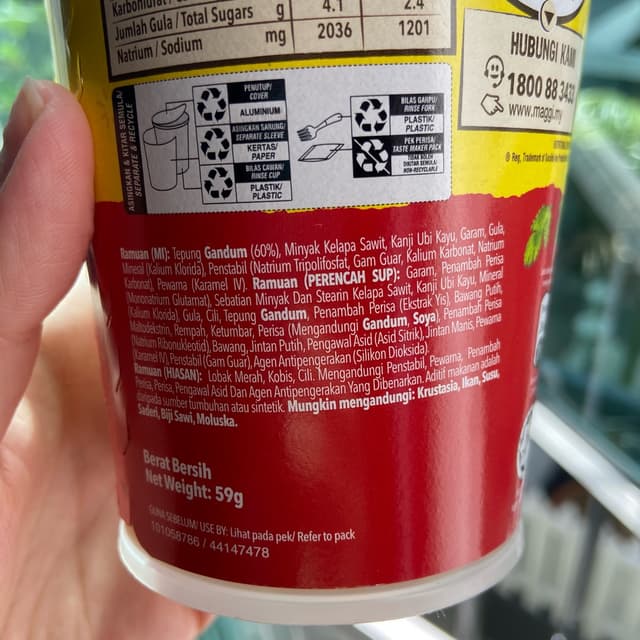 Karbohidrat /
Jumlah Gula / Total Sugars g 4.1 2.4
Natrium / Sodium mg 2036 1201
HUBUNGI KAMI
1800 88 3433
www.maggi.my
® Reg. Trademark of
ASINGKAN & KITAR SEMULA/
SEPARATE & RECYCLE
PENUTUP/
COVER
ALUMINIUM
ASINGKAN SARUNG/
SEPARATE SLEEVE
KERTAS/
PAPER
BILAS CAWAN/
RINSE CUP
PLASTIK/
PLASTIC
BILAS GARPU/
RINSE FORK
PLASTIK/
PLASTIC
PEK PERISA/
TASTE MAKER PACK
TIDAK BOLEH
DIKITAR SEMULA/
NON-RECYCLABLE
Ramuan (MI): Tepung Gandum (60%), Minyak Kelapa Sawit, Kanji Ubi Kayu, Garam, Gula,
Mineral (Kalium Klorida), Penstabil (Natrium Tripolifosfat, Gam Guar, Kalium Karbonat, Natrium
Karbonat), Pewarna (Karamel IV). Ramuan (PERENCAH SUP): Garam, Penambah Perisa
(Mononatrium Glutamat), Sebatian Minyak Dan Stearin Kelapa Sawit, Kanji Ubi Kayu, Mineral
(Kalium Klorida), Gula, Cili, Tepung Gandum, Penambah Perisa (Ekstrak Yis), Bawang Putih,
Maltodekstrin, Rempah, Ketumbar, Perisa (Mengandungi Gandum, Soya), Penambah Perisa
(Natrium Ribonukleotid), Bawang, Jintan Putih, Pengawal Asid (Asid Sitrik), Jintan Manis, Pewarna
(Karamel IV), Penstabil (Gam Guar), Agen Antipengerakan (Silikon Dioksida).
Ramuan (HIASAN): Lobak Merah, Kobis, Cili. Mengandungi Penstabil, Pewarna, Penambah
Perisa, Perisa, Pengawal Asid Dan Agen Antipengerakan Yang Dibenarkan. Aditif makanan adalah
daripada sumber tumbuhan atau sintetik. Mungkin mengandungi: Krustasia, Ikan, Susu,
Saderi, Biji Sawi, Moluska.
Berat Bersih
Net Weight: 59g
GUNA SEBELUM/ USE BY: Lihat pada pek/ Refer to pack
101058786 / 44147478